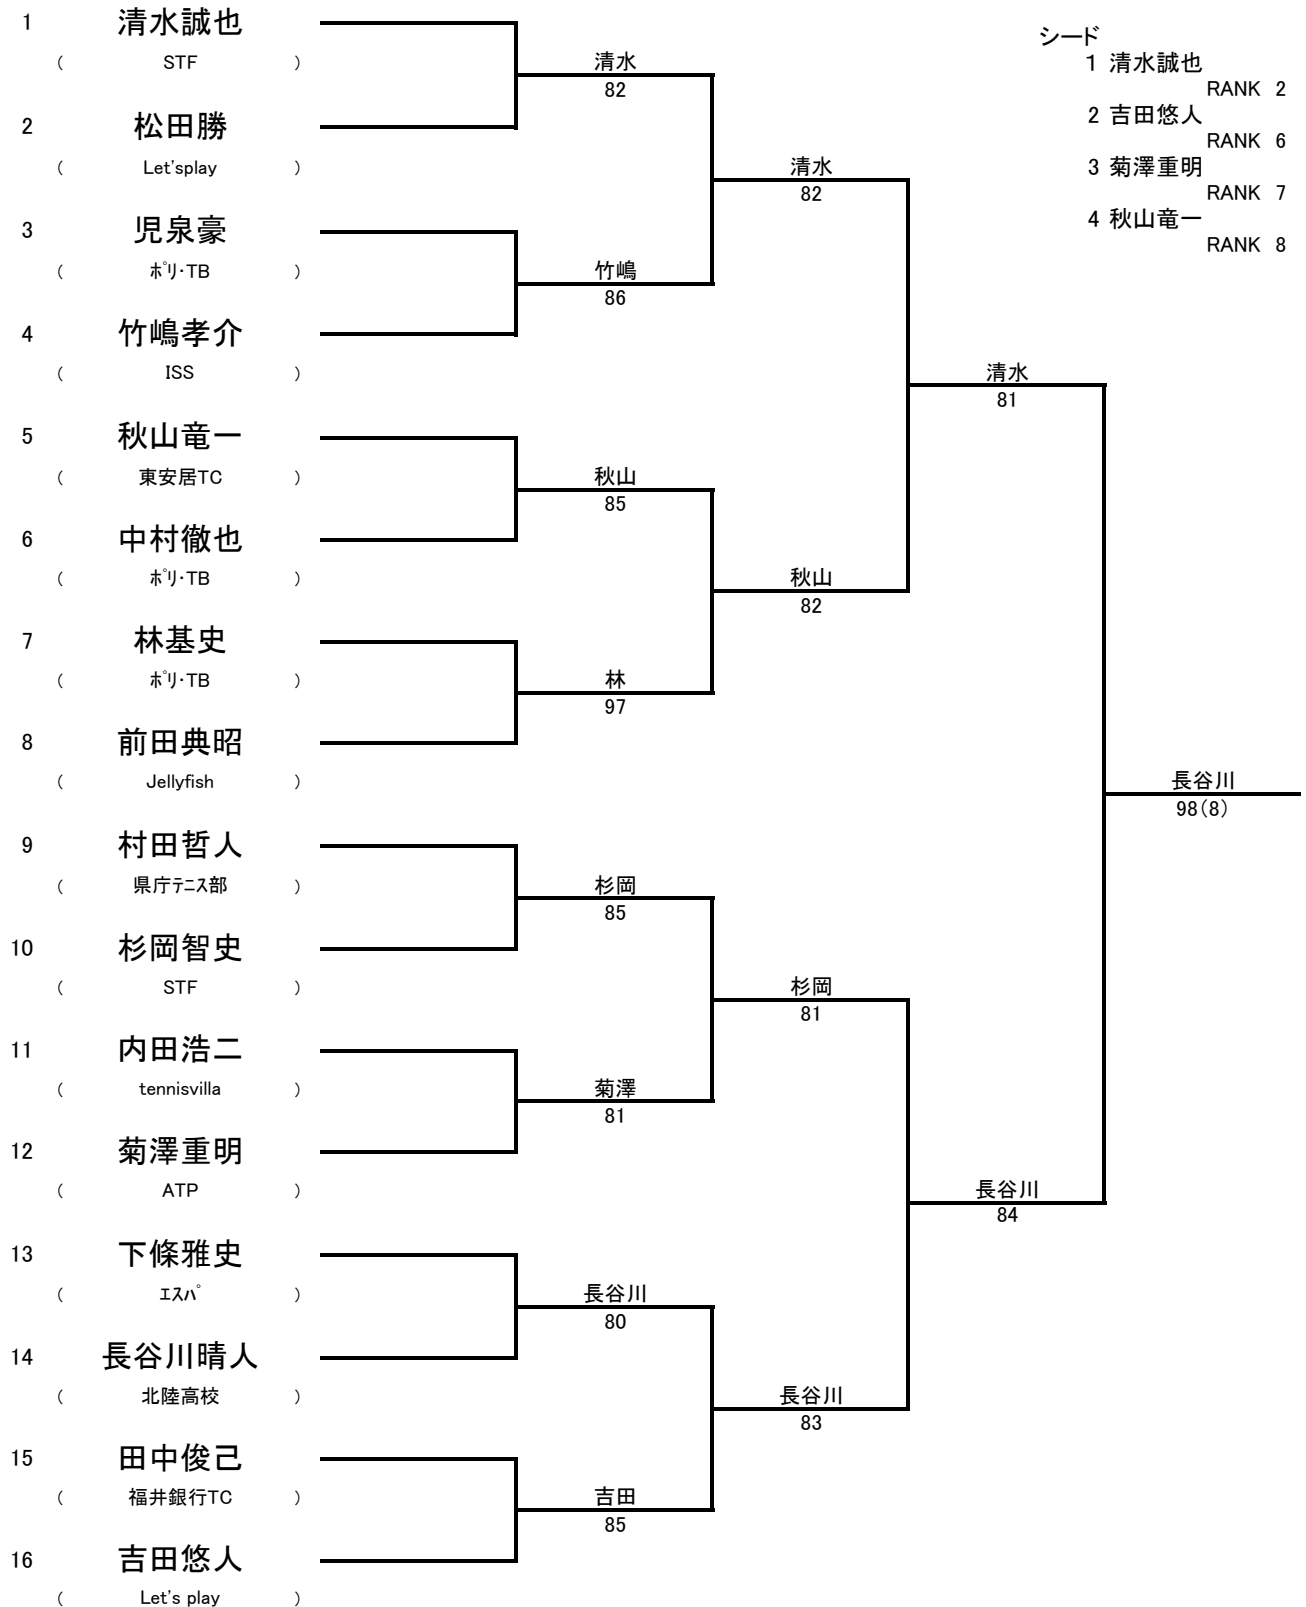 1 清水誠也
( STF )
2 松田勝
( Let'splay )
3 児泉豪
( ﾎﾟﾘ･TB )
4 竹嶋孝介
( ISS )
5 秋山竜一
( 東安居TC )
6 中村徹也
( ﾎﾟﾘ･TB )
7 林基史
( ﾎﾟﾘ･TB )
8 前田典昭
( Jellyfish )
9 村田哲人
( 県庁ﾃﾆｽ部 )
10 杉岡智史
( STF )
11 内田浩二
( tennisvilla )
12 菊澤重明
( ATP )
13 下條雅史
( ｴｽﾊﾟ )
14 長谷川晴人
( 北陸高校 )
15 田中俊己
( 福井銀行TC )
16 吉田悠人
( Let's play )
清水
82
竹嶋
86
秋山
85
林
97
杉岡
85
菊澤
81
長谷川
80
吉田
85
清水
82
秋山
82
杉岡
81
長谷川
83
清水
81
長谷川
84
長谷川
98(8)
シード
1 清水誠也
RANK 2
2 吉田悠人
RANK 6
3 菊澤重明
RANK 7
4 秋山竜一
RANK 8